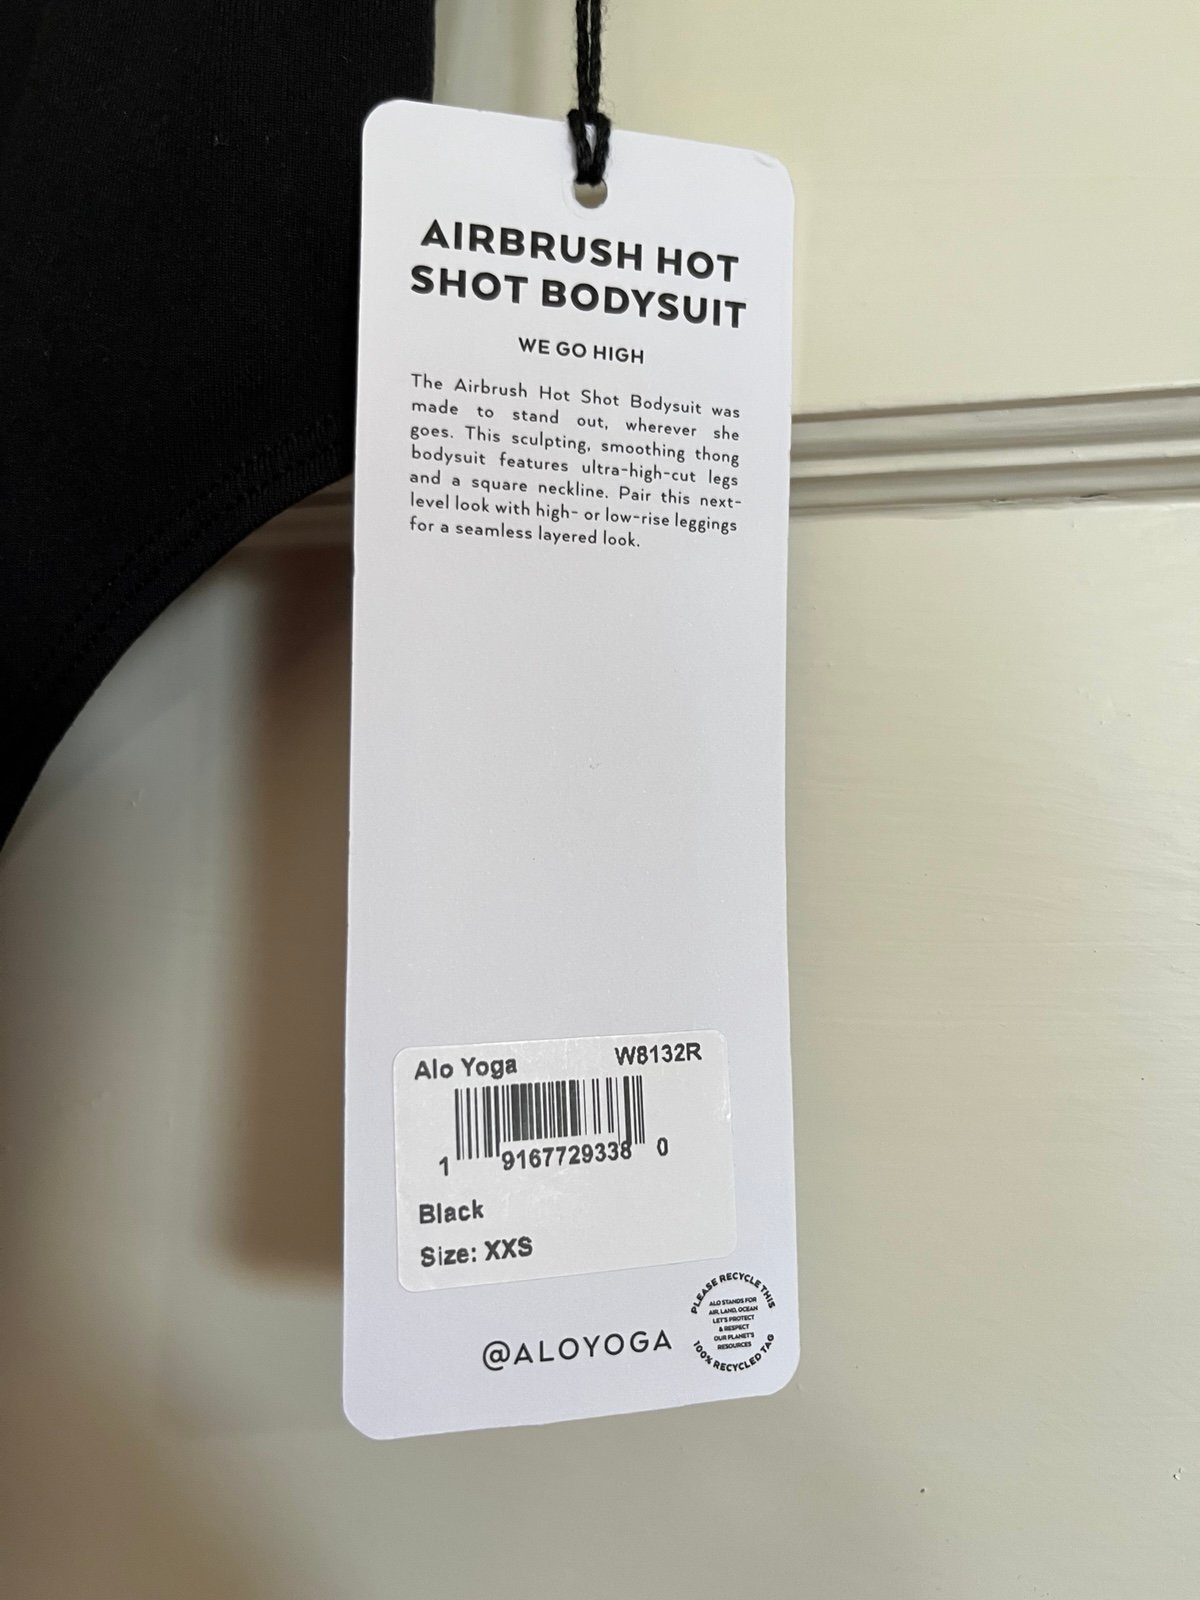 AIRBRUSH HOT
SHOT BODYSUIT
WE GO HIGH
The Airbrush Hot Shot Bodysuit was
made to stand out, wherever she
goes. This sculpting, smoothing thong
bodysuit features ultra-high-cut legs
and a square neckline. Pair this next-
level look with high- or low-rise leggings
for a seamless layered look.
Alo Yoga W8132R
1 9167729338 0
Black
Size: XXS
@ALOYOGA
PLEASE RECYCLE THIS
ALO STANDS FOR
AIR, LAND, OCEAN
LET'S PROTECT
& RESPECT
OUR PLANET'S
RESOURCES
100% RECYCLED TAG